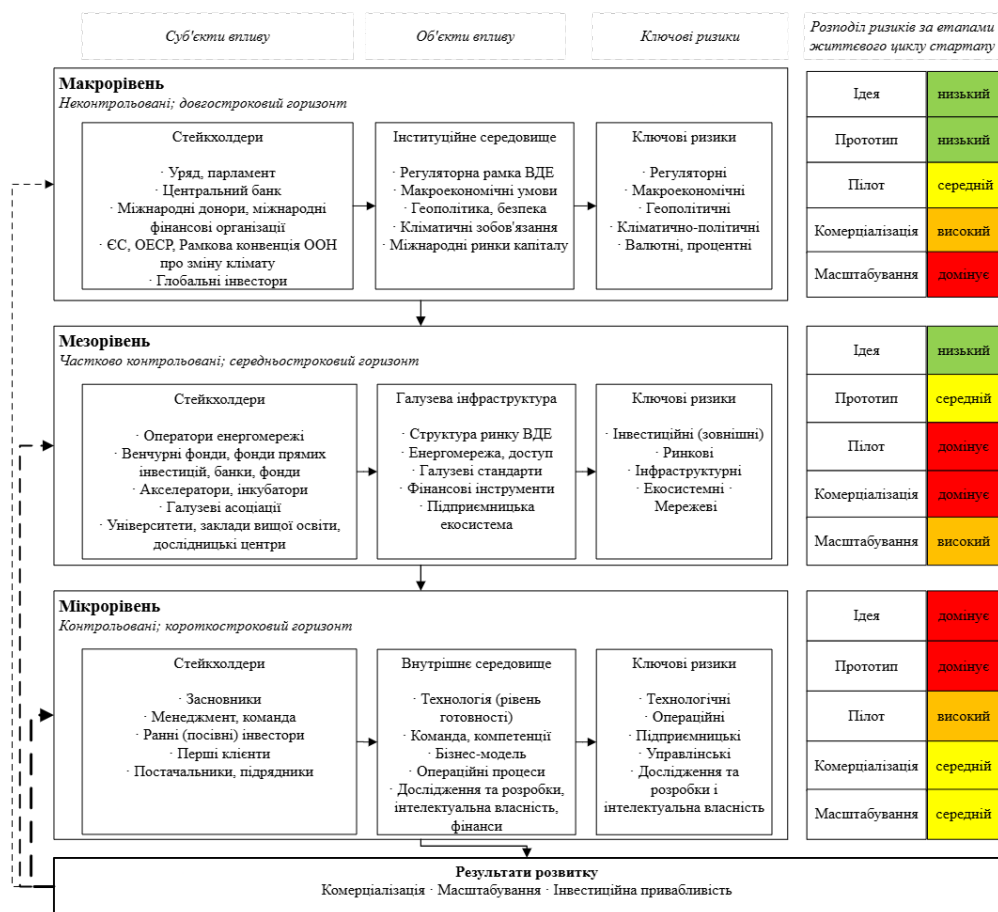 Суб'єкти впливу
Об'єкти впливу
Ключові ризики
Розподіл ризиків за етапами
життєвого циклу стартапу
Макрорівень
Неконтрольовані; довгостроковий горизонт
Стейкхолдери
· Уряд, парламент
· Центральний банк
· Міжнародні донори, міжнародні
фінансові організації
· ЄС, ОЕСР, Рамкова конвенція ООН
про зміну клімату
· Глобальні інвестори
Інституційне середовище
· Регуляторна рамка ВДЕ
· Макроекономічні умови
· Геополітика, безпека
· Кліматичні зобов'язання
· Міжнародні ринки капіталу
Ключові ризики
· Регуляторні
· Макроекономічні
· Геополітичні
· Кліматично-політичні
· Валютні, процентні
Ідея низький
Прототип низький
Пілот середній
Комерціалізація високий
Масштабування домінує
Мезорівень
Частково контрольовані; середньостроковий горизонт
Стейкхолдери
· Оператори енергомережі
· Венчурні фонди, фонди прямих
інвестицій, банки, фонди
· Акселератори, інкубатори
· Галузеві асоціації
· Університети, заклади вищої освіти,
дослідницькі центри
Галузева інфраструктура
· Структура ринку ВДЕ
· Енергомережа, доступ
· Галузеві стандарти
· Фінансові інструменти
· Підприємницька
екосистема
Ключові ризики
· Інвестиційні (зовнішні)
· Ринкові
· Інфраструктурні
· Екосистемні ·
Мережеві
Ідея низький
Прототип середній
Пілот домінує
Комерціалізація домінує
Масштабування високий
Мікрорівень
Контрольовані; короткостроковий горизонт
Стейкхолдери
· Засновники
· Менеджмент, команда
· Ранні (посівні) інвестори
· Перші клієнти
· Постачальники, підрядники
Внутрішнє середовище
· Технологія (рівень
готовності)
· Команда, компетенції
· Бізнес-модель
· Операційні процеси
· Дослідження та розробки,
інтелектуальна власність,
фінанси
Ключові ризики
· Технологічні
· Операційні
· Підприємницькі
· Управлінські
· Дослідження та
розробки і
інтелектуальна власність
Ідея домінує
Прототип домінує
Пілот високий
Комерціалізація середній
Масштабування середній
Результати розвитку
Комерціалізація · Масштабування · Інвестиційна привабливість